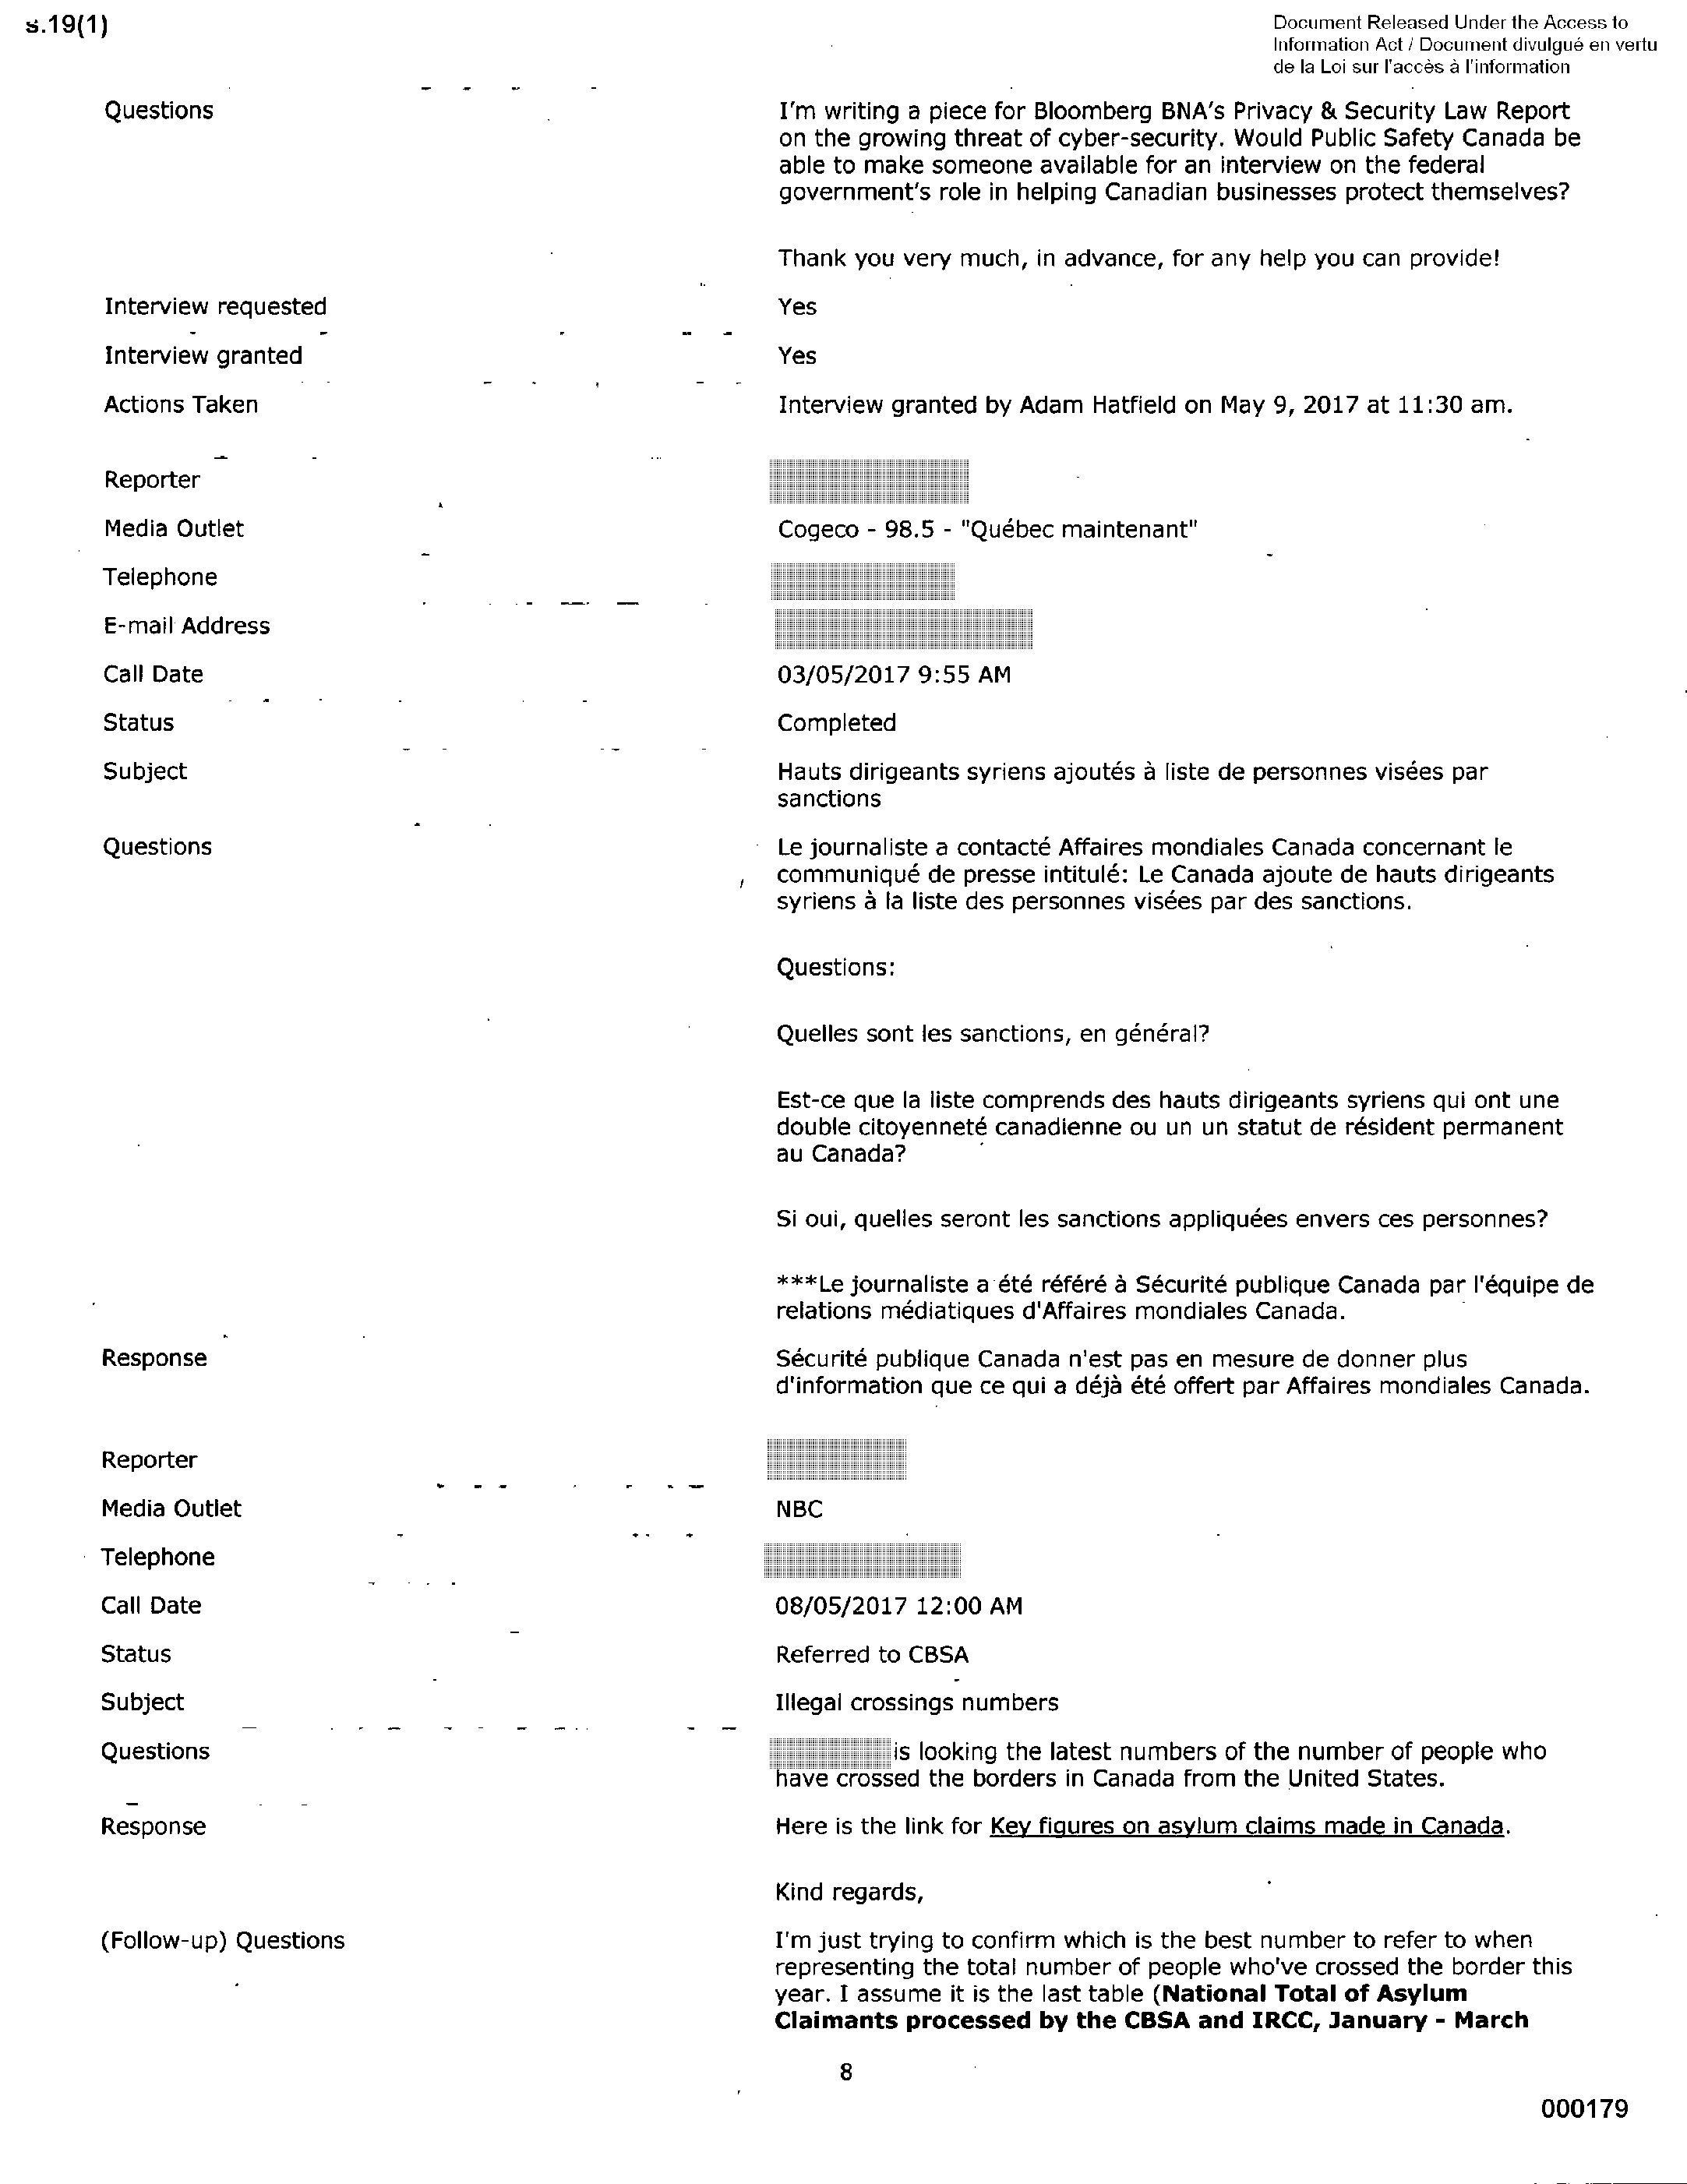 s.19(1)
Document Released Under the Access to
Information Act / Document divulgué en vertu
de la Loi sur l'accès à l'information
Questions
I'm writing a piece for Bloomberg BNA's Privacy & Security Law Report
on the growing threat of cyber-security. Would Public Safety Canada be
able to make someone available for an interview on the federal
government's role in helping Canadian businesses protect themselves?
Thank you very much, in advance, for any help you can provide!
Interview requested
Yes
Interview granted
Yes
Actions Taken
Interview granted by Adam Hatfield on May 9, 2017 at 11:30 am.
Reporter
Media Outlet
Cogeco - 98.5 - "Québec maintenant"
Telephone
E-mail Address
Call Date
03/05/2017 9:55 AM
Status
Completed
Subject
Hauts dirigeants syriens ajoutés à liste de personnes visées par
sanctions
Questions
Le journaliste a contacté Affaires mondiales Canada concernant le
communiqué de presse intitulé: Le Canada ajoute de hauts dirigeants
syriens à la liste des personnes visées par des sanctions.
Questions:
Quelles sont les sanctions, en général?
Est-ce que la liste comprends des hauts dirigeants syriens qui ont une
double citoyenneté canadienne ou un un statut de résident permanent
au Canada?
Si oui, quelles seront les sanctions appliquées envers ces personnes?
***Le journaliste a été référé à Sécurité publique Canada par l'équipe de
relations médiatiques d'Affaires mondiales Canada.
Response
Sécurité publique Canada n'est pas en mesure de donner plus
d'information que ce qui a déjà été offert par Affaires mondiales Canada.
Reporter
Media Outlet
NBC
Telephone
Call Date
08/05/2017 12:00 AM
Status
Referred to CBSA
Subject
Illegal crossings numbers
Questions
is looking the latest numbers of the number of people who
have crossed the borders in Canada from the United States.
Response
Here is the link for Key figures on asylum claims made in Canada.
Kind regards,
(Follow-up) Questions
I'm just trying to confirm which is the best number to refer to when
representing the total number of people who've crossed the border this
year. I assume it is the last table (National Total of Asylum
Claimants processed by the CBSA and IRCC, January - March
8
000179